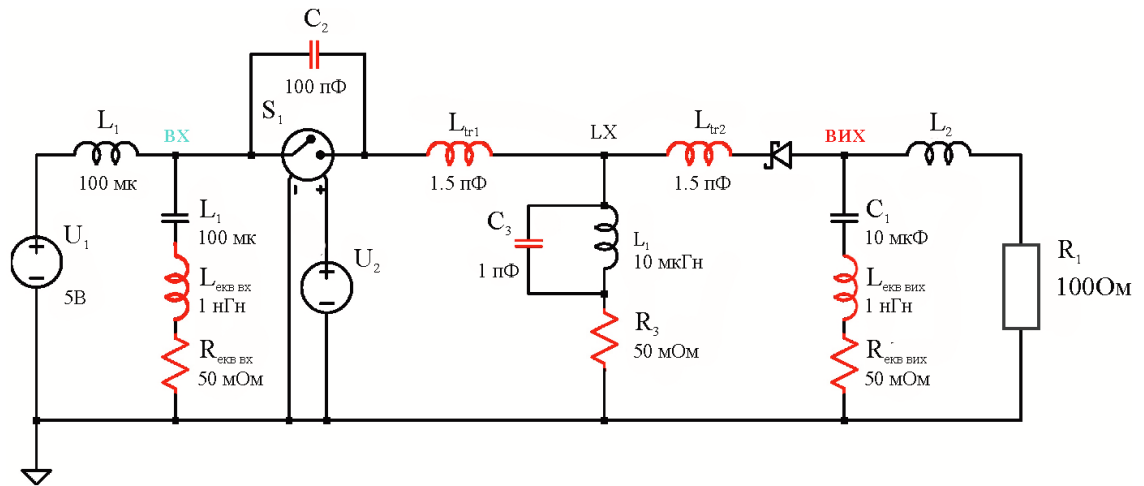 C₂
100 пФ
S₁
L₁
вх
100 мк
Ltr1
1.5 пФ
LX
Ltr2
1.5 пФ
вих
L₂
L₁
100 мк
C₃
1 пФ
L₁
10 мкГн
C₁
10 мкФ
U₁
5В
U₂
R₁
100Ом
Lекв вх
1 нГн
Lекв вих
1 нГн
Rекв вх
50 мОм
R₃
50 мОм
Rекв вих
50 мОм